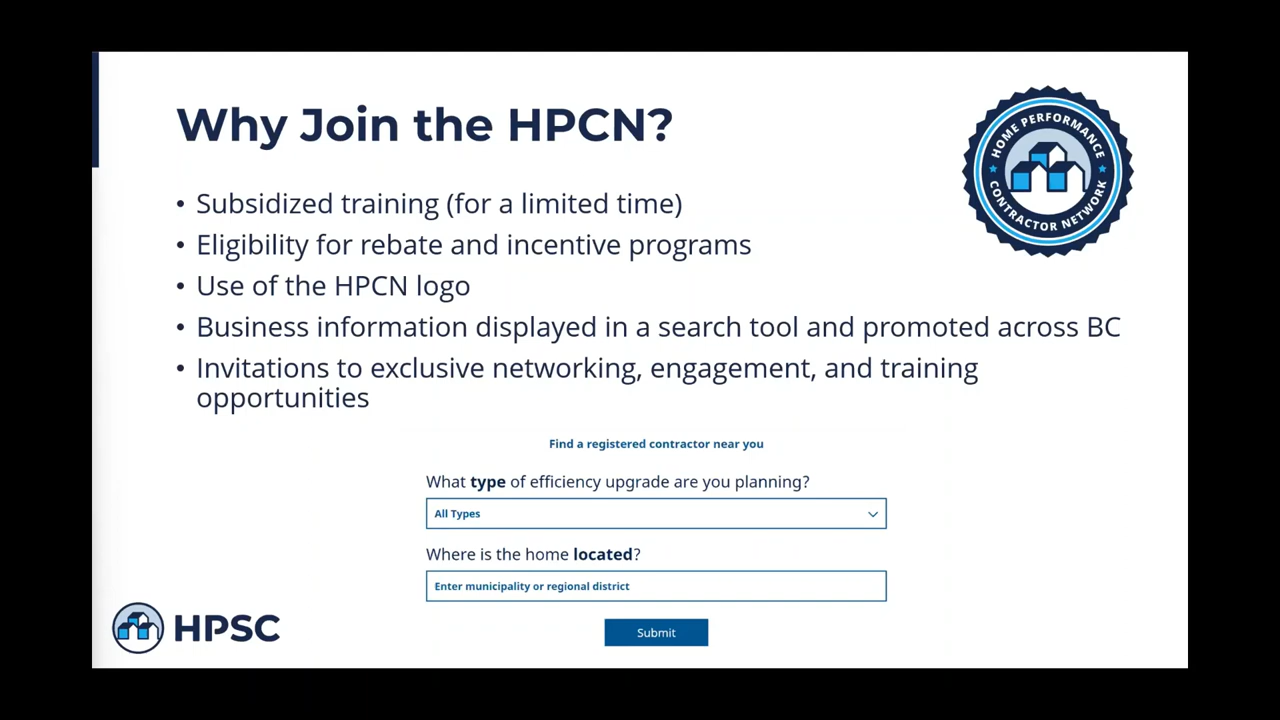 Why Join the HPCN?
HOME PERFORMANCE
CONTRACTOR NETWORK
• Subsidized training (for a limited time)
• Eligibility for rebate and incentive programs
• Use of the HPCN logo
• Business information displayed in a search tool and promoted across BC
• Invitations to exclusive networking, engagement, and training
opportunities
Find a registered contractor near you
What type of efficiency upgrade are you planning?
All Types
Where is the home located?
Enter municipality or regional district
Submit
HPSC